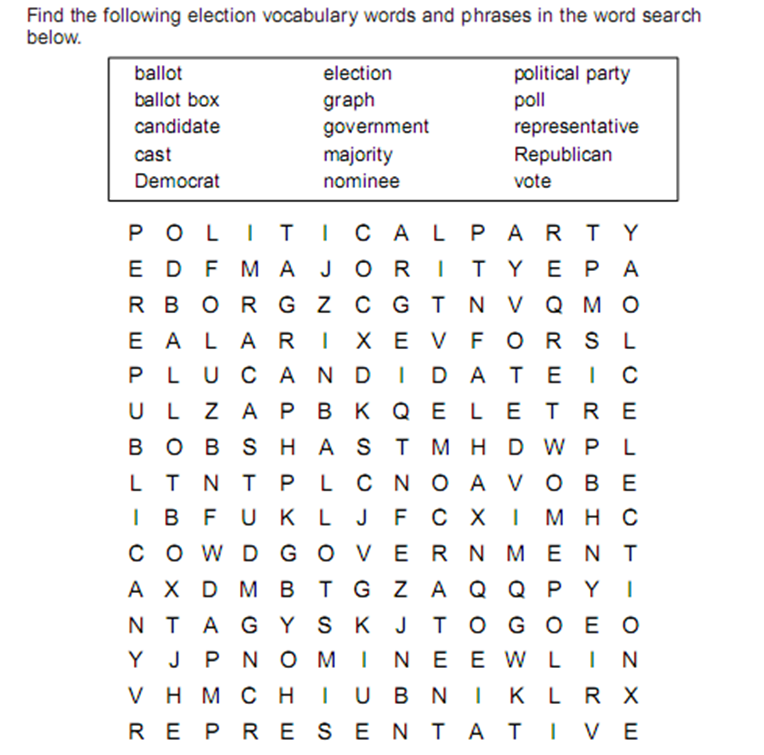 Find the following election vocabulary words and phrases in the word search
below.
ballot election political party
ballot box graph poll
candidate government representative
cast majority Republican
Democrat nominee vote
P O L I T I C A L P A R T Y
E D F M A J O R I T Y E P A
R B O R G Z C G T N V Q M O
E A L A R I X E V F O R S L
P L U C A N D I D A T E I C
U L Z A P B K Q E L E T R E
B O B S H A S T M H D W P L
L T N T P L C N O A V O B E
I B F U K L J F C X I M H C
C O W D G O V E R N M E N T
A X D M B T G Z A Q Q P Y I
N T A G Y S K J T O G O E O
Y J P N O M I N E E W L I N
V H M C H I U B N I K L R X
R E P R E S E N T A T I V E